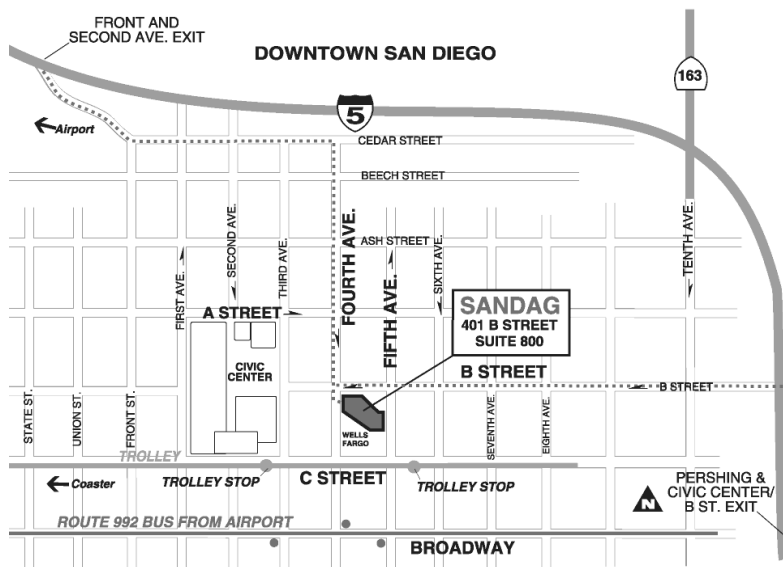 FRONT AND
SECOND AVE. EXIT
DOWNTOWN SAN DIEGO
163
5
Airport
CEDAR STREET
BEECH STREET
FIRST AVE.
SECOND AVE.
THIRD AVE.
FOURTH AVE.
ASH STREET
FIFTH AVE.
SIXTH AVE.
TENTH AVE.
A STREET
SANDAG
401 B STREET
SUITE 800
CIVIC
CENTER
B STREET
B STREET
STATE ST.
UNION ST.
FRONT ST.
WELLS
FARGO
SEVENTH AVE.
EIGHTH AVE.
TROLLEY
Coaster
TROLLEY STOP
C STREET
TROLLEY STOP
N
PERSHING &
CIVIC CENTER/
B ST. EXIT
ROUTE 992 BUS FROM AIRPORT
BROADWAY